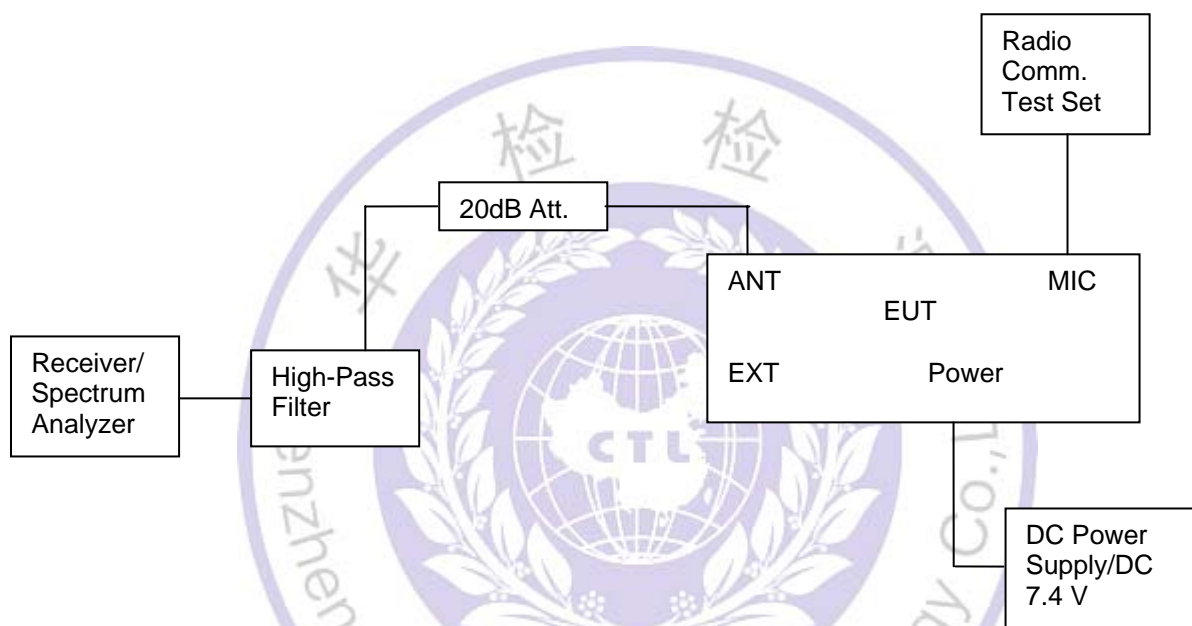 Radio
Comm.
Test Set
20dB Att.
ANT
MIC
EUT
EXT
Power
Receiver/
Spectrum
Analyzer
High-Pass
Filter
DC Power
Supply/DC
7.4 V
华 检 检
CTL
Co.,L